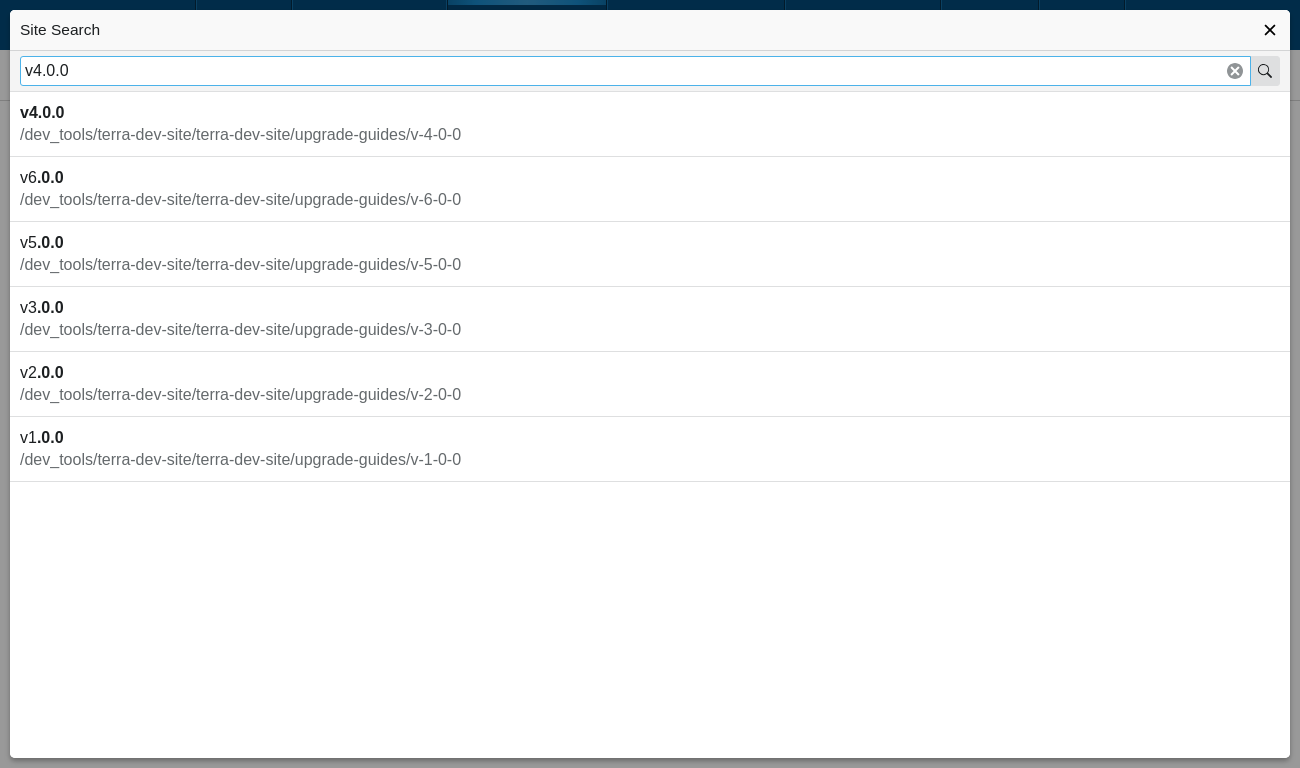 Site Search
v4.0.0
v4.0.0
/dev_tools/terra-dev-site/terra-dev-site/upgrade-guides/v-4-0-0
v6.0.0
/dev_tools/terra-dev-site/terra-dev-site/upgrade-guides/v-6-0-0
v5.0.0
/dev_tools/terra-dev-site/terra-dev-site/upgrade-guides/v-5-0-0
v3.0.0
/dev_tools/terra-dev-site/terra-dev-site/upgrade-guides/v-3-0-0
v2.0.0
/dev_tools/terra-dev-site/terra-dev-site/upgrade-guides/v-2-0-0
v1.0.0
/dev_tools/terra-dev-site/terra-dev-site/upgrade-guides/v-1-0-0